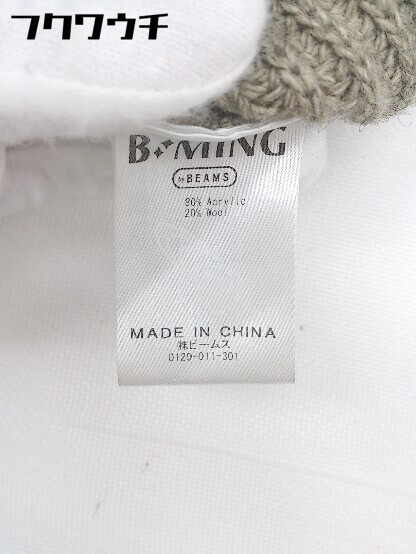 フクワウチ
B・MING
by BEAMS
80% Acrylic
20% Wool
MADE IN CHINA
㈱ビームス
0120-011-301